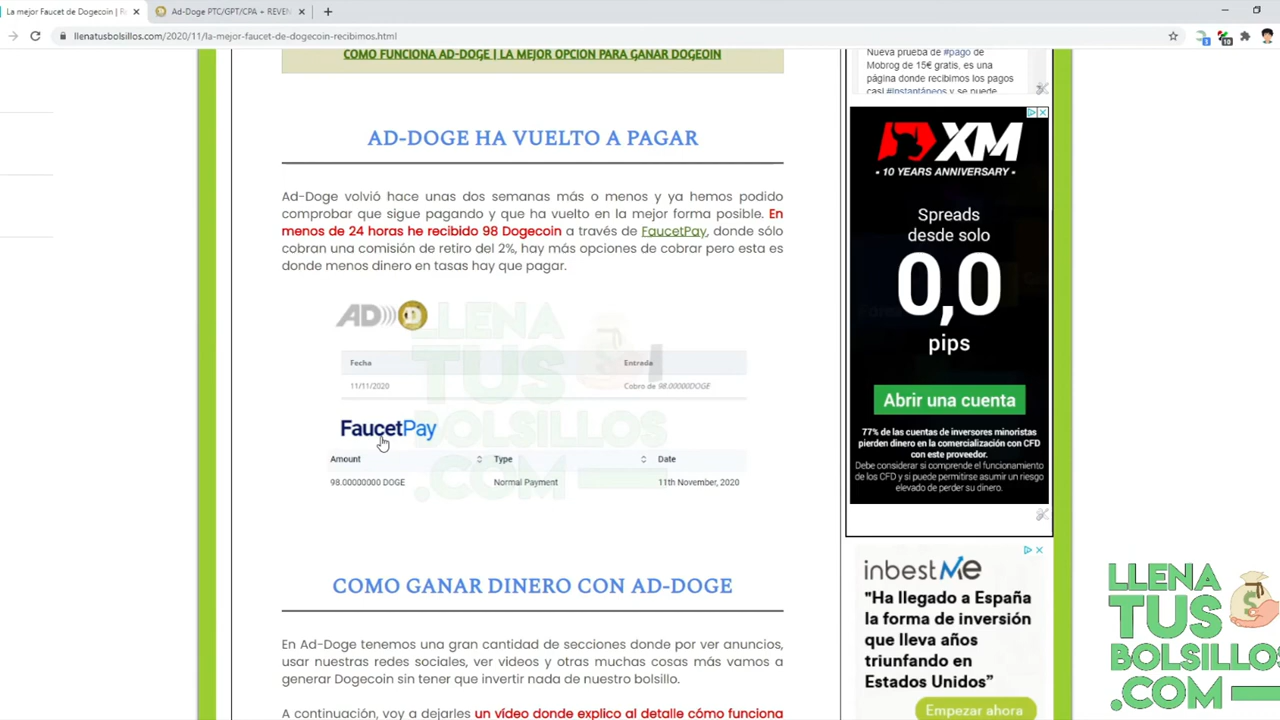 La mejor Faucet de Dogecoin | R
Ad-Doge PTC/GPT/CPA + REVEN
llenatusbolsillos.com/2020/11/la-mejor-faucet-de-dogecoin-recibimos.html
COMO FUNCIONA AD-DOGE | LA MEJOR OPCION PARA GANAR DOGEOIN
AD-DOGE HA VUELTO A PAGAR
Ad-Doge volvió hace unas dos semanas más o menos y ya hemos podido
comprobar que sigue pagando y que ha vuelto en la mejor forma posible. En
menos de 24 horas he recibido 98 Dogecoin a través de FaucetPay, donde sólo
cobran una comisión de retiro del 2%, hay más opciones de cobrar pero esta es
donde menos dinero en tasas hay que pagar.
AD
LLENA
TUS
BOLSILLOS
.COM
Fecha Entrada
11/11/2020 Cobro de 98.00000DOGE
FaucetPay
Amount Type Date
98.00000000 DOGE Normal Payment 11th November, 2020
COMO GANAR DINERO CON AD-DOGE
En Ad-Doge tenemos una gran cantidad de secciones donde por ver anuncios,
usar nuestras redes sociales, ver videos y otras muchas cosas más vamos a
generar Dogecoin sin tener que invertir nada de nuestro bolsillo.
A continuación, voy a dejarles un vídeo donde explico al detalle cómo funciona
Nueva prueba de #pago de
Mobrog de 15€ gratis, es una
página donde recibimos los pagos
casi #Instantáneos y se puede
XM
- 10 YEARS ANNIVERSARY -
Spreads
desde solo
0,0
pips
Abrir una cuenta
77% de las cuentas de inversores minoristas
pierden dinero en la comercialización con CFD
con este proveedor.
Debe considerar si comprende el funcionamiento
de los CFD y si puede permitirse asumir un riesgo
elevado de perder su dinero.
inbestMe
"Ha llegado a España
la forma de inversión
que lleva años
triunfando en
Estados Unidos”
Empezar ahora
LLENA
TUS
BOLSILLOS
.COM